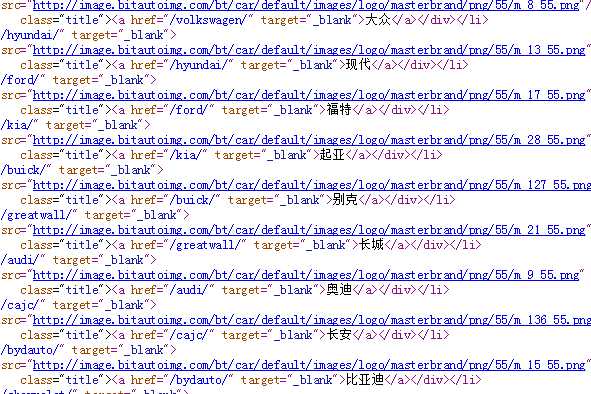 src="http://image.bitautoimg.com/bt/car/default/images/logo/masterbrand/png/55/m_8_55.png"/
class="title"><a href="/volkswagen/" target="_blank">大众</a></div></li>
/hyundai/" target="_blank">
src="http://image.bitautoimg.com/bt/car/default/images/logo/masterbrand/png/55/m_13_55.png"
class="title"><a href="/hyundai/" target="_blank">现代</a></div></li>
/ford/" target="_blank">
src="http://image.bitautoimg.com/bt/car/default/images/logo/masterbrand/png/55/m_17_55.png"
class="title"><a href="/ford/" target="_blank">福特</a></div></li>
/kia/" target="_blank">
src="http://image.bitautoimg.com/bt/car/default/images/logo/masterbrand/png/55/m_28_55.png"
class="title"><a href="/kia/" target="_blank">起亚</a></div></li>
/buick/" target="_blank">
src="http://image.bitautoimg.com/bt/car/default/images/logo/masterbrand/png/55/m_127_55.png"
class="title"><a href="/buick/" target="_blank">别克</a></div></li>
/greatwall/" target="_blank">
src="http://image.bitautoimg.com/bt/car/default/images/logo/masterbrand/png/55/m_21_55.png"
class="title"><a href="/greatwall/" target="_blank">长城</a></div></li>
/audi/" target="_blank">
src="http://image.bitautoimg.com/bt/car/default/images/logo/masterbrand/png/55/m_9_55.png"
class="title"><a href="/audi/" target="_blank">奥迪</a></div></li>
/cajc/" target="_blank">
src="http://image.bitautoimg.com/bt/car/default/images/logo/masterbrand/png/55/m_136_55.png"
class="title"><a href="/cajc/" target="_blank">长安</a></div></li>
/bydauto/" target="_blank">
src="http://image.bitautoimg.com/bt/car/default/images/logo/masterbrand/png/55/m_15_55.png"
class="title"><a href="/bydauto/" target="_blank">比亚迪</a></div></li>